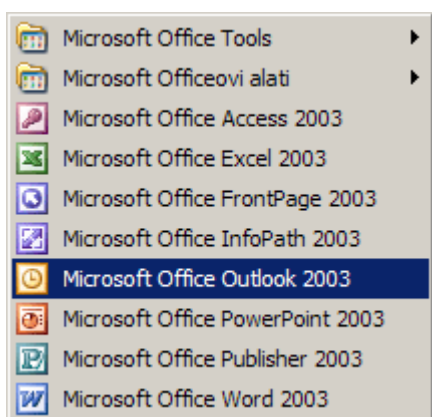 Microsoft Office Tools
Microsoft Officeovi alati
Microsoft Office Access 2003
Microsoft Office Excel 2003
Microsoft Office FrontPage 2003
Microsoft Office InfoPath 2003
Microsoft Office Outlook 2003
Microsoft Office PowerPoint 2003
Microsoft Office Publisher 2003
Microsoft Office Word 2003